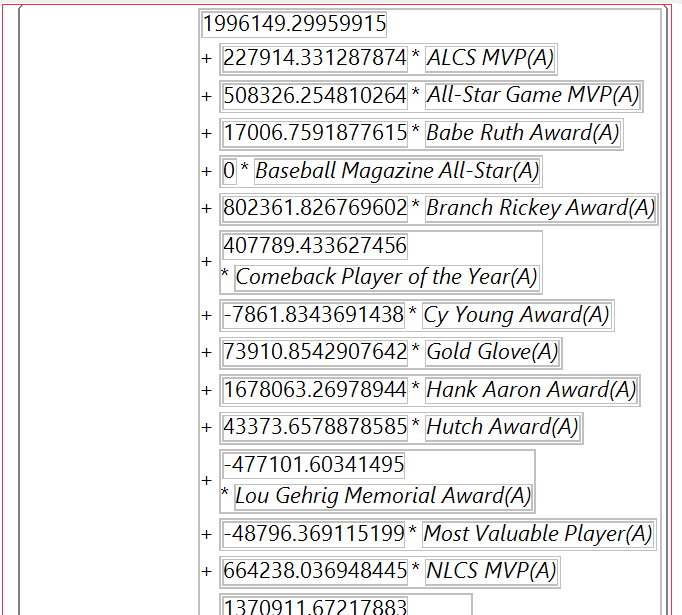 1996149.29959915
+ 227914.331287874 * ALCS MVP(A)
+ 508326.254810264 * All-Star Game MVP(A)
+ 17006.7591877615 * Babe Ruth Award(A)
+ 0 * Baseball Magazine All-Star(A)
+ 802361.826769602 * Branch Rickey Award(A)
+ 407789.433627456
* Comeback Player of the Year(A)
+ -7861.8343691438 * Cy Young Award(A)
+ 73910.8542907642 * Gold Glove(A)
+ 1678063.26978944 * Hank Aaron Award(A)
+ 43373.6578878585 * Hutch Award(A)
+ -477101.60341495
* Lou Gehrig Memorial Award(A)
+ -48796.369115199 * Most Valuable Player(A)
+ 664238.036948445 * NLCS MVP(A)
1370911.67217883